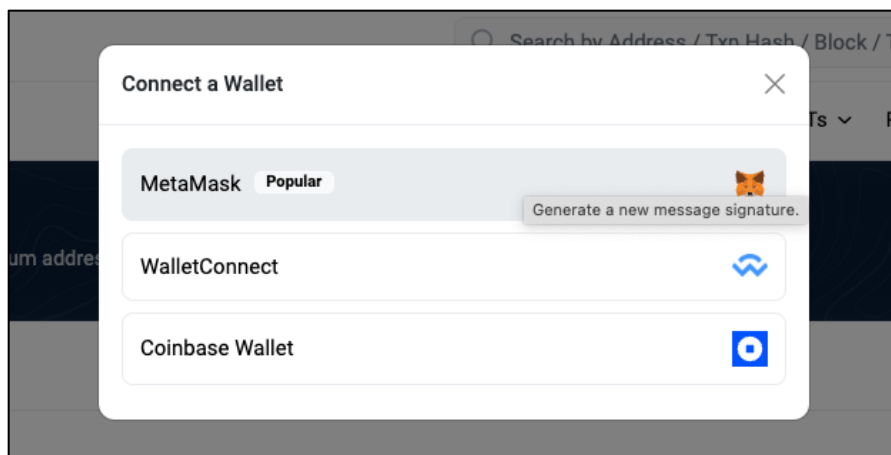 Search by Address / Txn Hash / Block /
Connect a Wallet
Ts
MetaMask Popular
Generate a new message signature.
um addres
WalletConnect
Coinbase Wallet